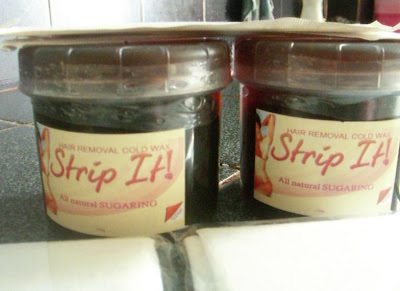 HAIR REMOVAL COLD WAX
Strip It!
All natural SUGARING
HAIR REMOVAL COLD WAX
Strip It!
All natural SUGARING